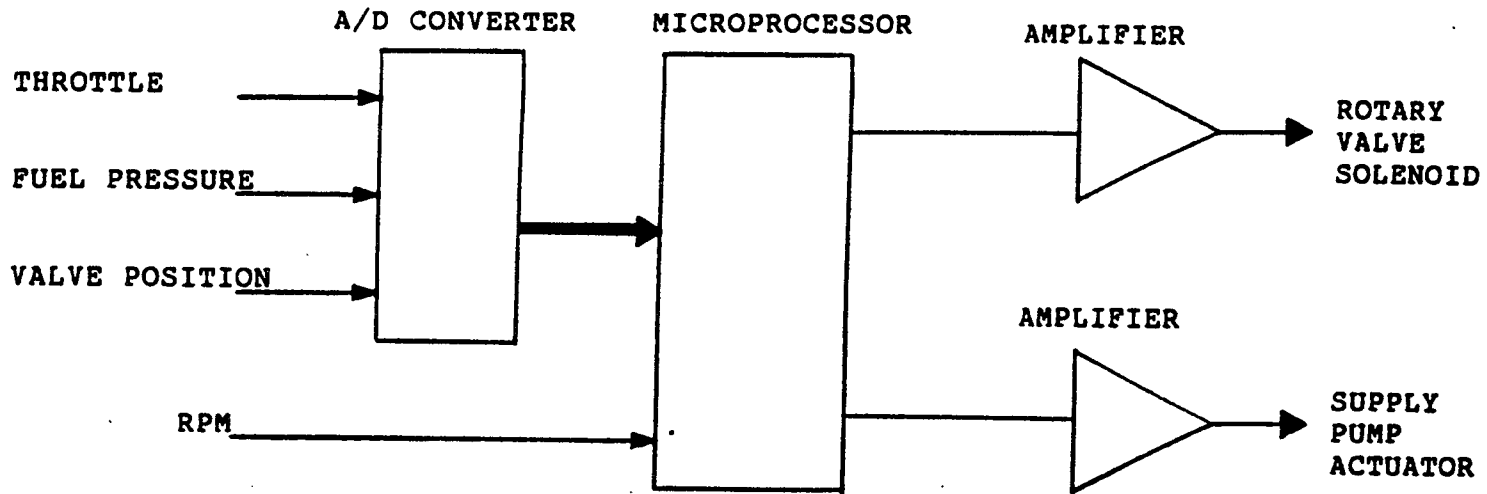 A/D CONVERTER
MICROPROCESSOR
AMPLIFIER
THROTTLE
FUEL PRESSURE
VALVE POSITION
RPM
ROTARY
VALVE
SOLENOID
AMPLIFIER
SUPPLY
PUMP
ACTUATOR